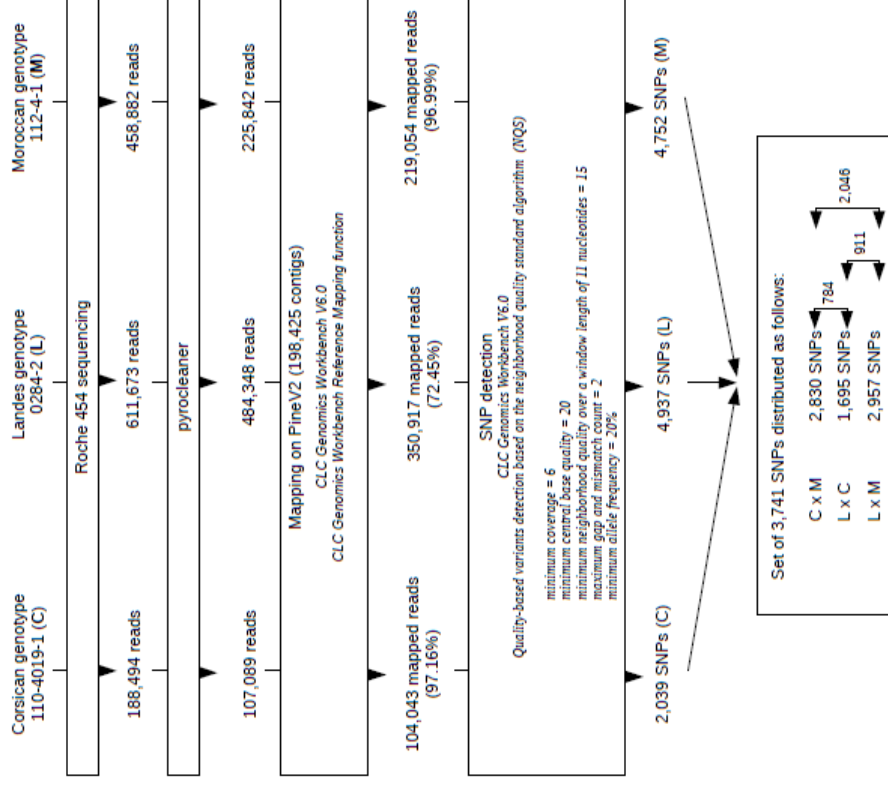 Corsican genotype
110-4019-1 (C)
Landes genotype
0284-2 (L)
Moroccan genotype
112-4-1 (M)
Roche 454 sequencing
188,494 reads
611,673 reads
458,882 reads
pyrocleaner
107,089 reads
484,348 reads
225,842 reads
Mapping on PineV2 (198,425 contigs)
CLC Genomics Workbench V6.0
CLC Genomics Workbench Reference Mapping function
104,043 mapped reads
(97.16%)
350,917 mapped reads
(72.45%)
219,054 mapped reads
(96.99%)
SNP detection
CLC Genomics Workbench V6.0
Quality-based variants detection based on the neighborhood quality standard algorithm (NQS)
minimum coverage = 6
minimum central base quality = 20
minimum neighborhood quality over a window length of 11 nucleotides = 15
maximum gap and mismatch count = 2
minimum allele frequency = 20%
2,039 SNPs (C)
4,937 SNPs (L)
4,752 SNPs (M)
Set of 3,741 SNPs distributed as follows:
C x M 2,830 SNPs
L x C 1,695 SNPs
L x M 2,957 SNPs
784
911
2,046